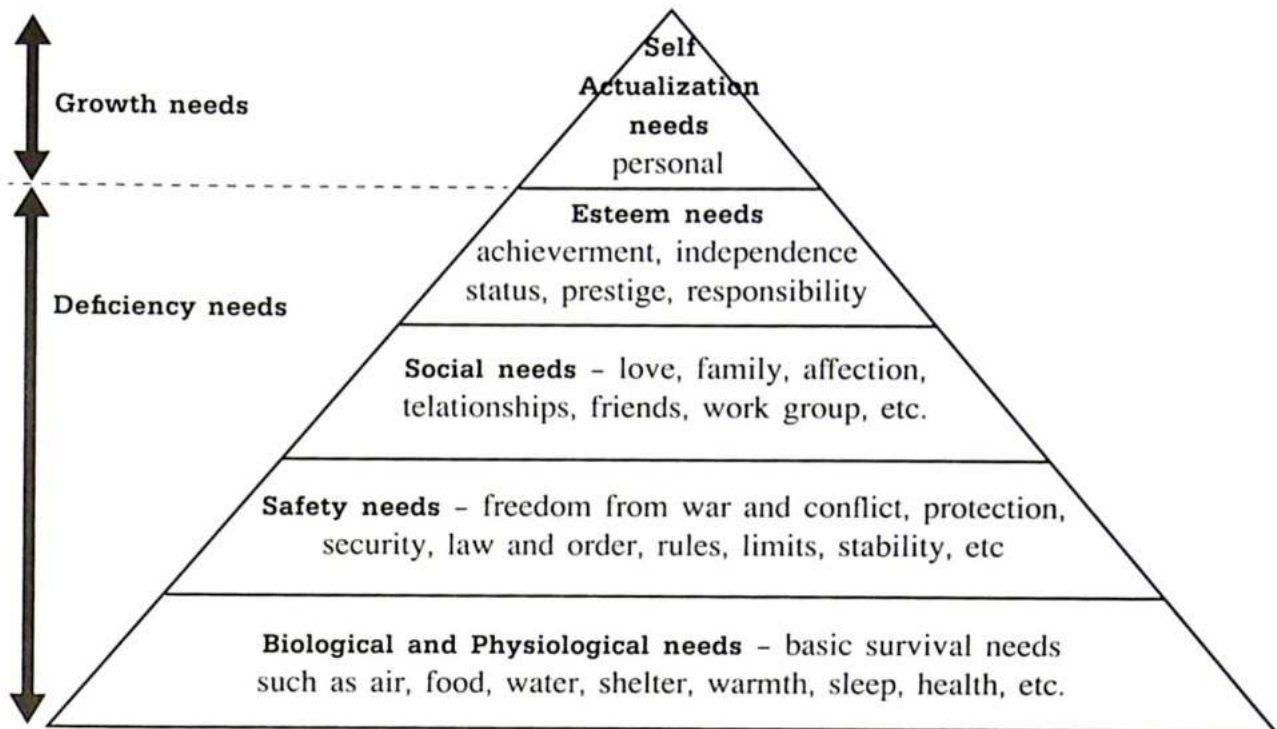 Growth needs
Deficiency needs
Self
Actualization
needs
personal
Esteem needs
achieverment, independence
status, prestige, responsibility
Social needs – love, family, affection,
telationships, friends, work group, etc.
Safety needs – freedom from war and conflict, protection,
security, law and order, rules, limits, stability, etc
Biological and Physiological needs – basic survival needs
such as air, food, water, shelter, warmth, sleep, health, etc.